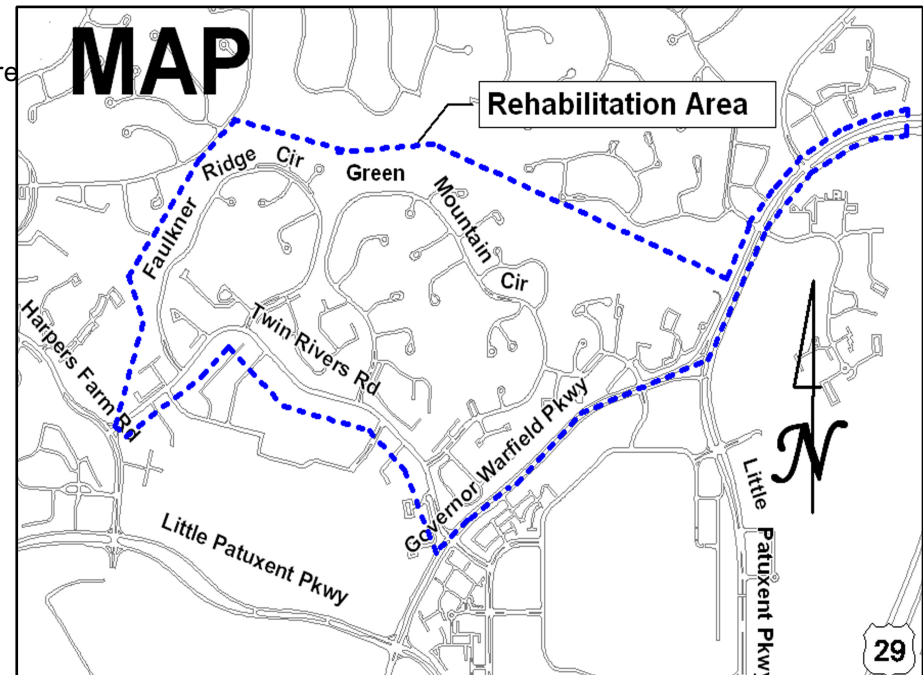 MAP
re
Rehabilitation Area
Faulkner Ridge Cir
Green Mountain Cir
Harpers Farm Rd
Twin Rivers Rd
Governor Warfield Pkwy
Little Patuxent Pkwy
Little Patuxent Pkwy
N
29